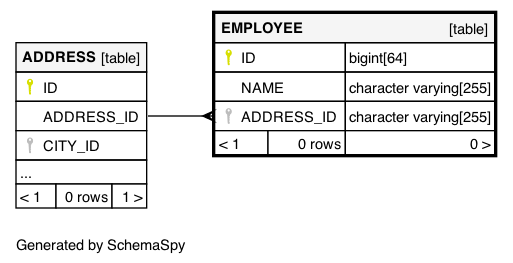 ADDRESS [table]
ID
ADDRESS_ID
CITY_ID
...
< 1 0 rows 1 >
EMPLOYEE [table]
ID bigint[64]
NAME character varying[255]
ADDRESS_ID character varying[255]
< 1 0 rows 0 >
Generated by SchemaSpy